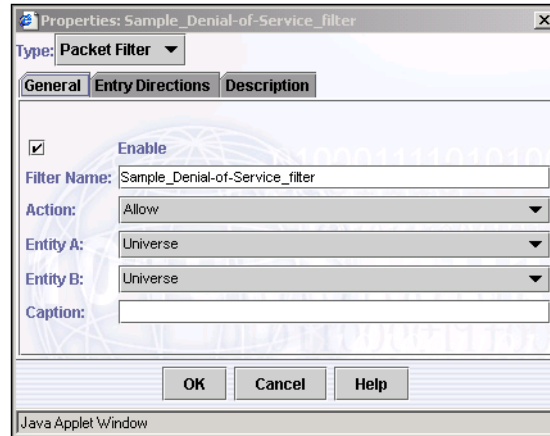 Properties: Sample_Denial-of-Service_filter
Type: Packet Filter
General Entry Directions Description
Enable
Filter Name: Sample_Denial-of-Service_filter
Action: Allow
Entity A: Universe
Entity B: Universe
Caption:
OK Cancel Help
Java Applet Window